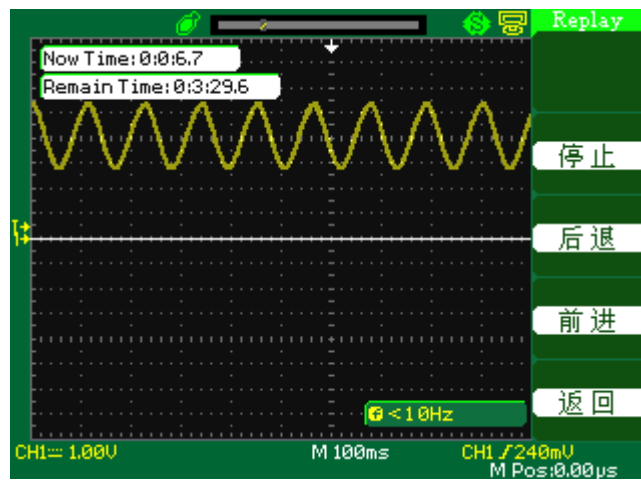 Replay
Now Time: 0:0:6.7
Remain Time: 0:3:29.6
停止
后退
前进
返回
f <10Hz
CH1 1.00V
M 100ms
CH1 240mV
M Pos:0.00μs